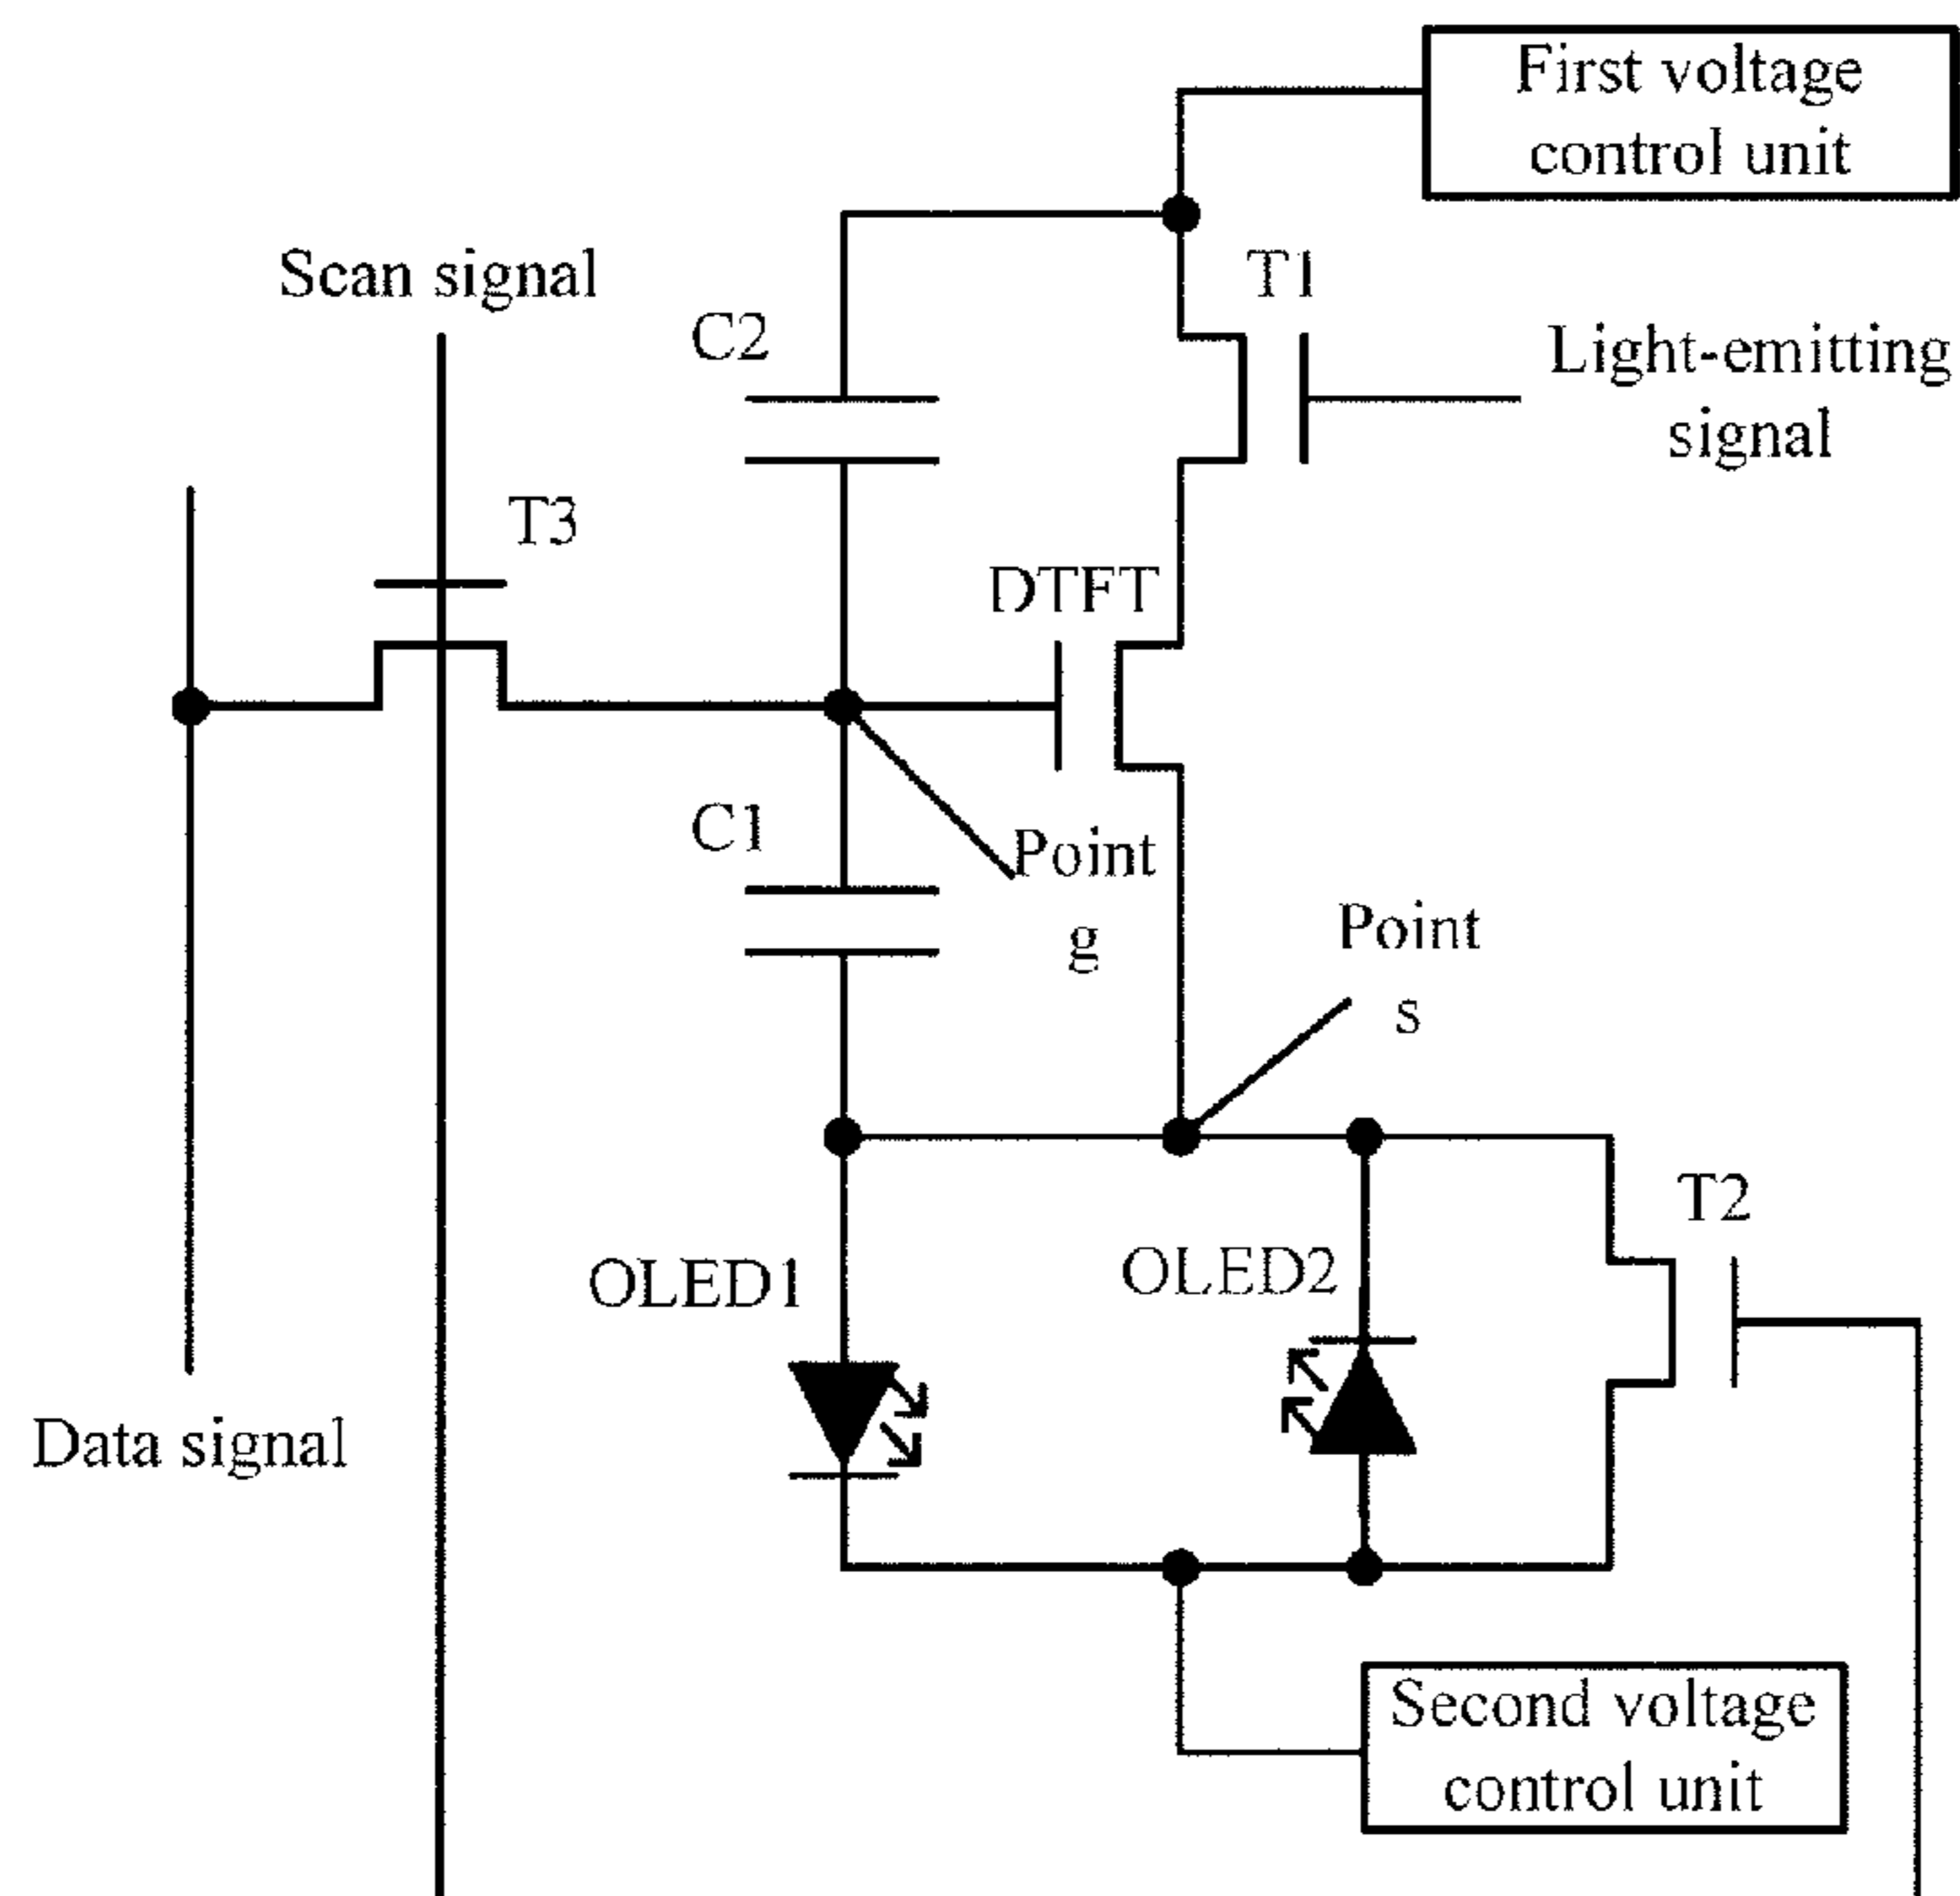 First voltage
control unit
Scan signal
T1
C2
Light-emitting
signal
T3
DTFT
C1
Point
g
Point
s
T2
OLED1
OLED2
Data signal
Second voltage
control unit